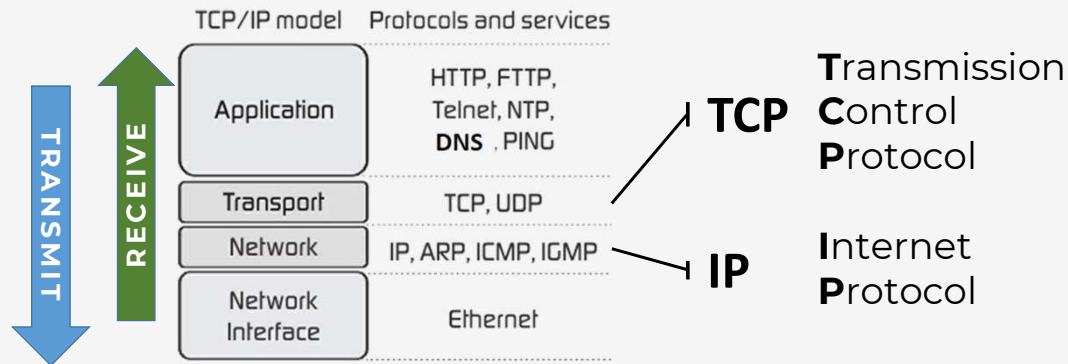 TCP/IP model
Protocols and services
TRANSMIT
RECEIVE
Application
HTTP, FTTP,
Telnet, NTP,
DNS , PING
Transport
TCP, UDP
Network
IP, ARP, ICMP, IGMP
Network
Interface
Ethernet
TCP
Transmission
Control
Protocol
IP
Internet
Protocol